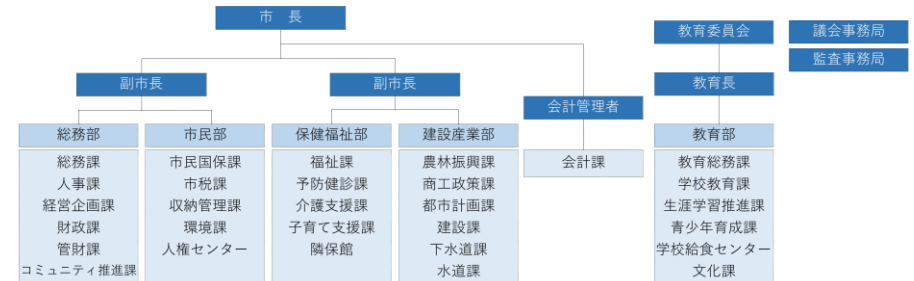 市 長
教育委員会
議会事務局
監査事務局
副市長
副市長
教育長
会計管理者
総務部
市民部
保健福祉部
建設産業部
教育部
総務課
人事課
経営企画課
財政課
管財課
コミュニティ推進課
市民国保課
市税課
収納管理課
環境課
人権センター
福祉課
予防健診課
介護支援課
子育て支援課
隣保館
農林振興課
商工政策課
都市計画課
建設課
下水道課
水道課
会計課
教育総務課
学校教育課
生涯学習推進課
青少年育成課
学校給食センター
文化課